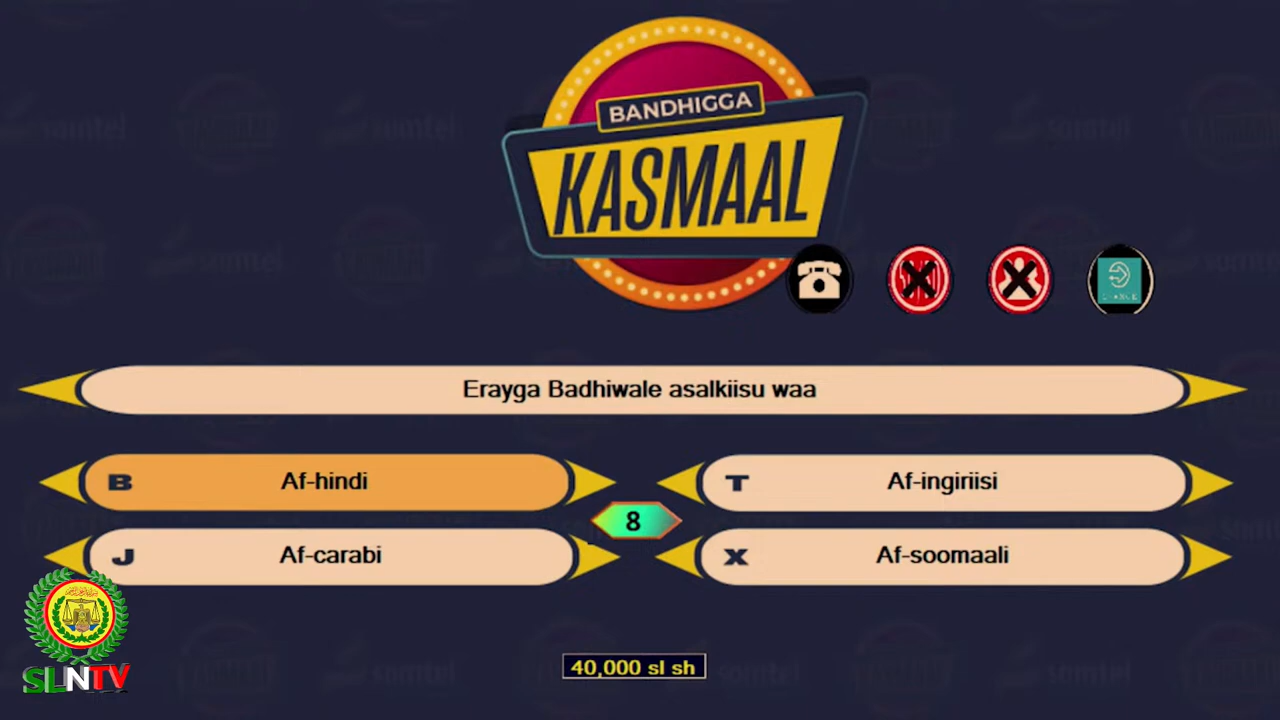 BANDHIGGA
KASMAAL
Erayga Badhiwale asalkiisu waa
B Af-hindi
T Af-ingiriisi
8
J Af-carabi
X Af-soomaali
SLNTV
40,000 sl sh